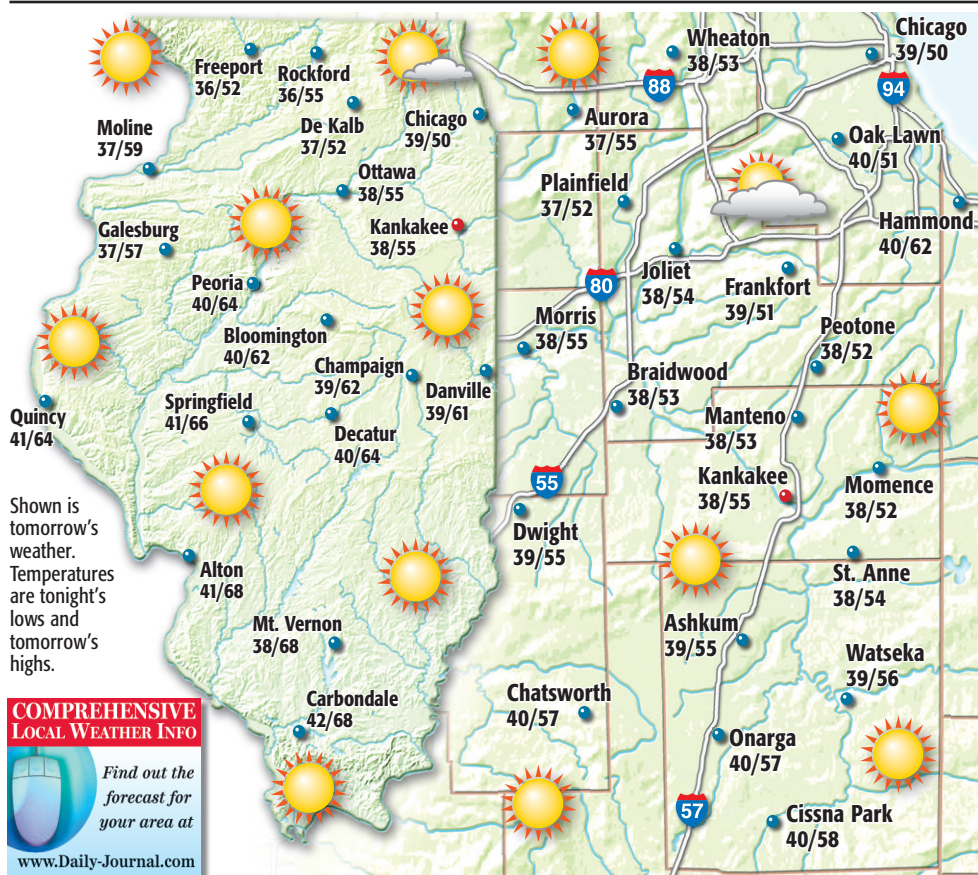 Freeport
36/52
Rockford
36/55
De Kalb
37/52
Chicago
39/50
Moline
37/59
Ottawa
38/55
Galesburg
37/57
Kankakee
38/55
Peoria
40/64
Bloomington
40/62
Champaign
39/62
Danville
39/61
Quincy
41/64
Springfield
41/66
Decatur
40/64
Alton
41/68
Mt. Vernon
38/68
Carbondale
42/68
Shown is
tomorrow's
weather.
Temperatures
are tonight's
lows and
tomorrow's
highs.
COMPREHENSIVE
LOCAL WEATHER INFO
Find out the
forecast for
your area at
www.Daily-Journal.com
Wheaton
38/53
Chicago
39/50
88
94
Aurora
37/55
Oak Lawn
40/51
Plainfield
37/52
Hammond
40/62
80
Joliet
38/54
Frankfort
39/51
Morris
38/55
Peotone
38/52
Braidwood
38/53
Manteno
38/53
55
Kankakee
38/55
Momence
38/52
Dwight
39/55
St. Anne
38/54
Ashkum
39/55
Watseka
39/56
Chatsworth
40/57
Onarga
40/57
57
Cissna Park
40/58